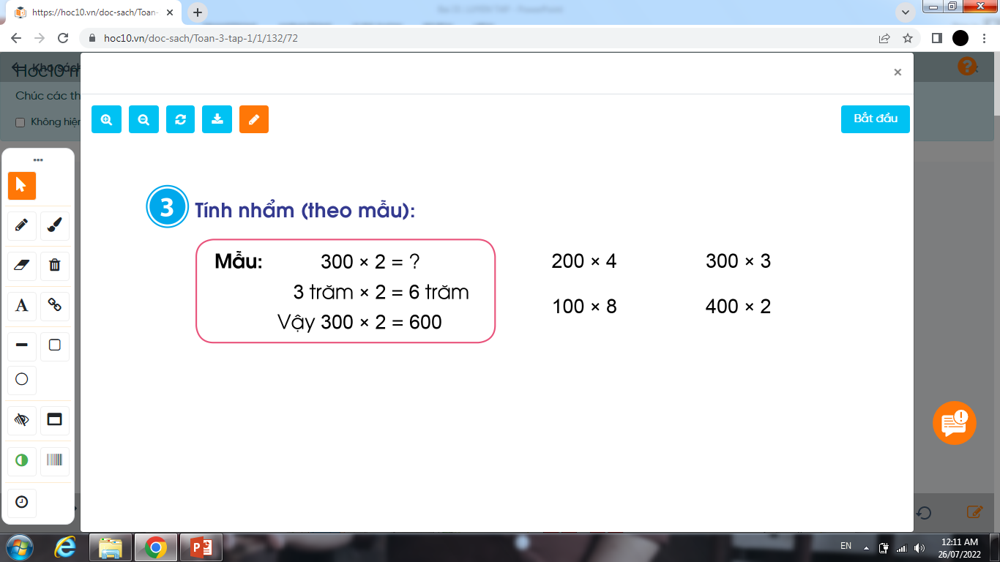 https://hoc10.vn/doc-sach/Toan-
hoc10.vn/doc-sach/Toan-3-tap-1/1/132/72
Kho sách
Chúc các th
Không hiện
Bắt đầu
3 Tính nhẩm (theo mẫu):
Mẫu: 300 × 2 = ?
3 trăm × 2 = 6 trăm
Vậy 300 × 2 = 600
200 × 4 300 × 3
100 × 8 400 × 2
EN
12:11 AM
26/07/2022